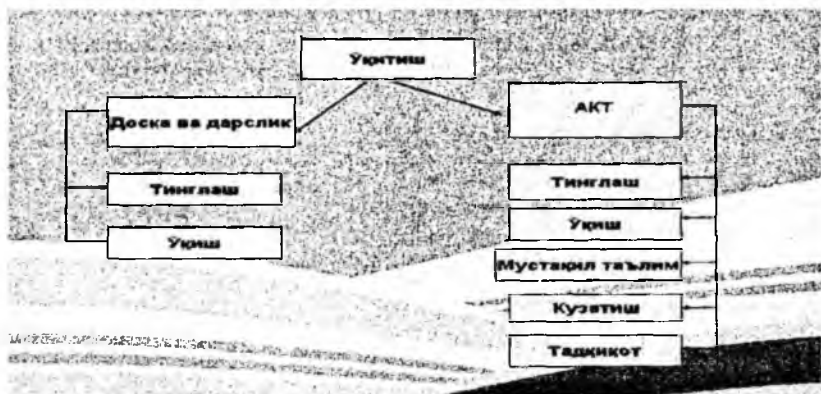 Ўқитиш
Доска ва дарслик
Тинглаш
Ўқиш
АКТ
Тинглаш
Ўқиш
Мустақил таълим
Кузатиш
Тадқиқот